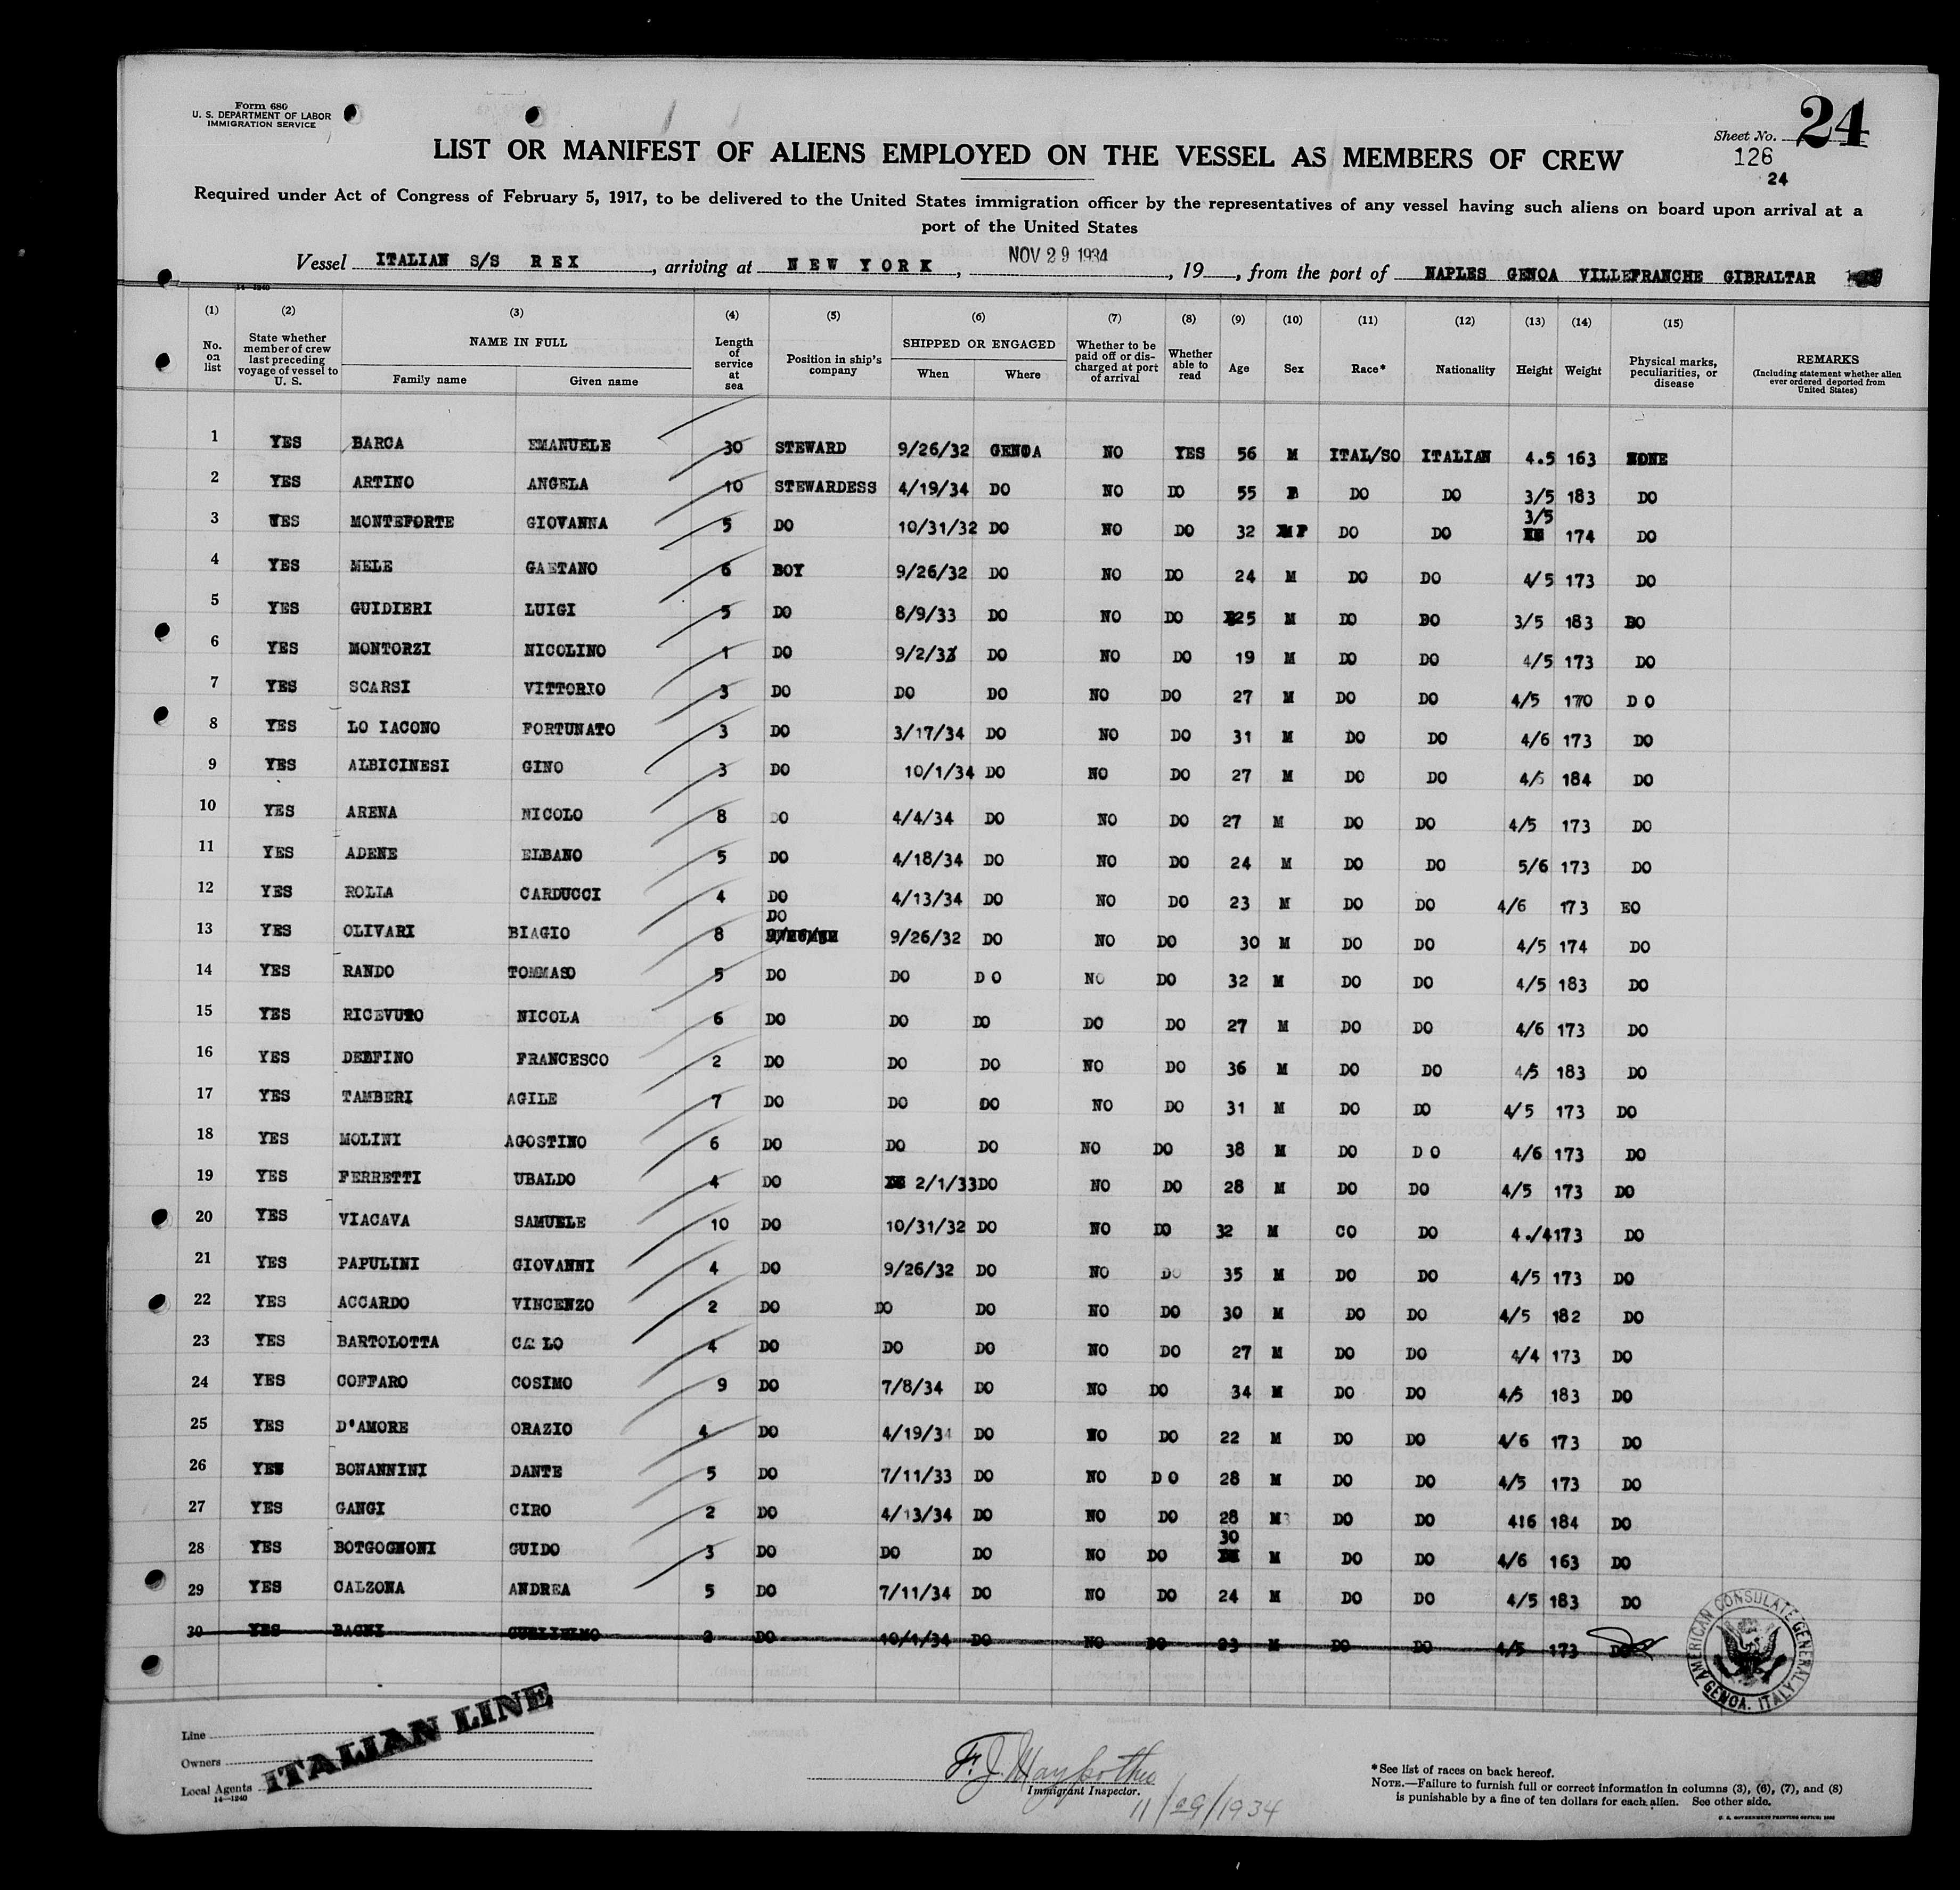 Form 680
U. S. DEPARTMENT OF LABOR
IMMIGRATION SERVICE
Sheet No. 24
126
24
LIST OR MANIFEST OF ALIENS EMPLOYED ON THE VESSEL AS MEMBERS OF CREW
Required under Act of Congress of February 5, 1917, to be delivered to the United States immigration officer by the representatives of any vessel having such aliens on board upon arrival at a
port of the United States
Vessel ITALIAN S/S REX, arriving at NEW YORK, NOV 29 1934, 19 , from the port of NAPLES GENOA VILLEFRANCHE GIBRALTAR
14—1240
(1) (2) (3) (4) (5) (6) (7) (8) (9) (10) (11) (12) (13) (14) (15)
No. on list
State whether member of crew last preceding voyage of vessel to U. S.
NAME IN FULL
Family name Given name
Length of service at sea
Position in ship's company
SHIPPED OR ENGAGED
When Where
Whether to be paid off or discharged at port of arrival
Whether able to read
Age
Sex
Race*
Nationality
Height
Weight
Physical marks, peculiarities, or disease
REMARKS
(Including statement whether alien ever ordered deported from United States)
1 YES BARCA EMANUELE 30 STEWARD 9/26/32 GENOA NO YES 56 M ITAL/SO ITALIAN 4.5 163 NONE
2 YES ARTINO ANGELA 10 STEWARDESS 4/19/34 DO NO DO 55 DO DO 3/5 183 DO
3 YES MONTEFORTE GIOVANNA 5 DO 10/31/32 DO NO DO 32 F DO DO 3/5 174 DO
4 YES MELE GAETANO 6 BOY 9/26/32 DO NO DO 24 M DO DO 4/5 173 DO
5 YES GUIDIERI LUIGI 5 DO 8/9/33 DO NO DO 25 M DO DO 3/5 183 DO
6 YES MONTORZI NICOLINO 1 DO 9/2/33 DO NO DO 19 M DO DO 4/5 173 DO
7 YES SCARSI VITTORIO 3 DO DO DO NO DO 27 M DO DO 4/5 170 D O
8 YES LO IACONO FORTUNATO 3 DO 3/17/34 DO NO DO 31 M DO DO 4/6 173 DO
9 YES ALBICINESI GINO 3 DO 10/1/34 DO NO DO 27 M DO DO 4/5 184 DO
10 YES ARENA NICOLO 8 DO 4/4/34 DO NO DO 27 M DO DO 4/5 173 DO
11 YES ADENE ELBANO 5 DO 4/18/34 DO NO DO 24 M DO DO 5/6 173 DO
12 YES ROLLA CARDUCCI 4 DO 4/13/34 DO NO DO 23 M DO DO 4/6 173 EO
13 YES OLIVARI BIAGIO 8 DO 9/26/32 DO NO DO 30 M DO DO 4/5 174 DO
14 YES RANDO TOMMASO 5 DO DO D O NO DO 32 M DO DO 4/5 183 DO
15 YES RICEVUTO NICOLA 6 DO DO DO DO DO 27 M DO DO 4/6 173 DO
16 YES DELFINO FRANCESCO 2 DO DO DO NO DO 36 M DO DO 4/5 183 DO
17 YES TAMBERI AGILE 7 DO DO DO NO DO 31 M DO DO 4/5 173 DO
18 YES MOLINI AGOSTINO 6 DO DO DO NO DO 38 M DO D O 4/6 173 DO
19 YES FERRETTI UBALDO 4 DO 2/1/33 DO NO DO 28 M DO DO 4/5 173 DO
20 YES VIACAVA SAMUELE 10 DO 10/31/32 DO NO DO 32 M CO DO 4./4 173 DO
21 YES PAPULINI GIOVANNI 4 DO 9/26/32 DO NO DO 35 M DO DO 4/5 173 DO
22 YES ACCARDO VINCENZO 2 DO DO DO NO DO 30 M DO DO 4/5 182 DO
23 YES BARTOLOTTA CARLO 4 DO DO DO NO DO 27 M DO DO 4/4 173 DO
24 YES COFFARO COSIMO 9 DO 7/8/34 DO NO DO 34 M DO DO 4/5 183 DO
25 YES D'AMORE ORAZIO 4 DO 4/19/34 DO NO DO 22 M DO DO 4/6 173 DO
26 YES BONANNINI DANTE 5 DO 7/11/33 DO NO D O 28 M DO DO 4/5 173 DO
27 YES GANGI CIRO 2 DO 4/13/34 DO NO DO 28 M DO DO 416 184 DO
28 YES BOTGOGNONI GUIDO 3 DO DO DO NO DO 30 M DO DO 4/6 163 DO
29 YES CALZONA ANDREA 5 DO 7/11/34 DO NO DO 24 M DO DO 4/5 183 DO
30 YES BAGNI GUGLIELMO 2 DO 10/1/34 DO NO DO 23 M DO DO 4/5 173 DO
AMERICAN CONSULATE GENERAL
GENOA, ITALY
Line
Owners
Local Agents
ITALIAN LINE
14—1240
F. J.
Immigrant Inspector.
11/29/1934
*See list of races on back hereof.
NOTE.—Failure to furnish full or correct information in columns (3), (6), (7), and (8)
is punishable by a fine of ten dollars for each alien. See other side.